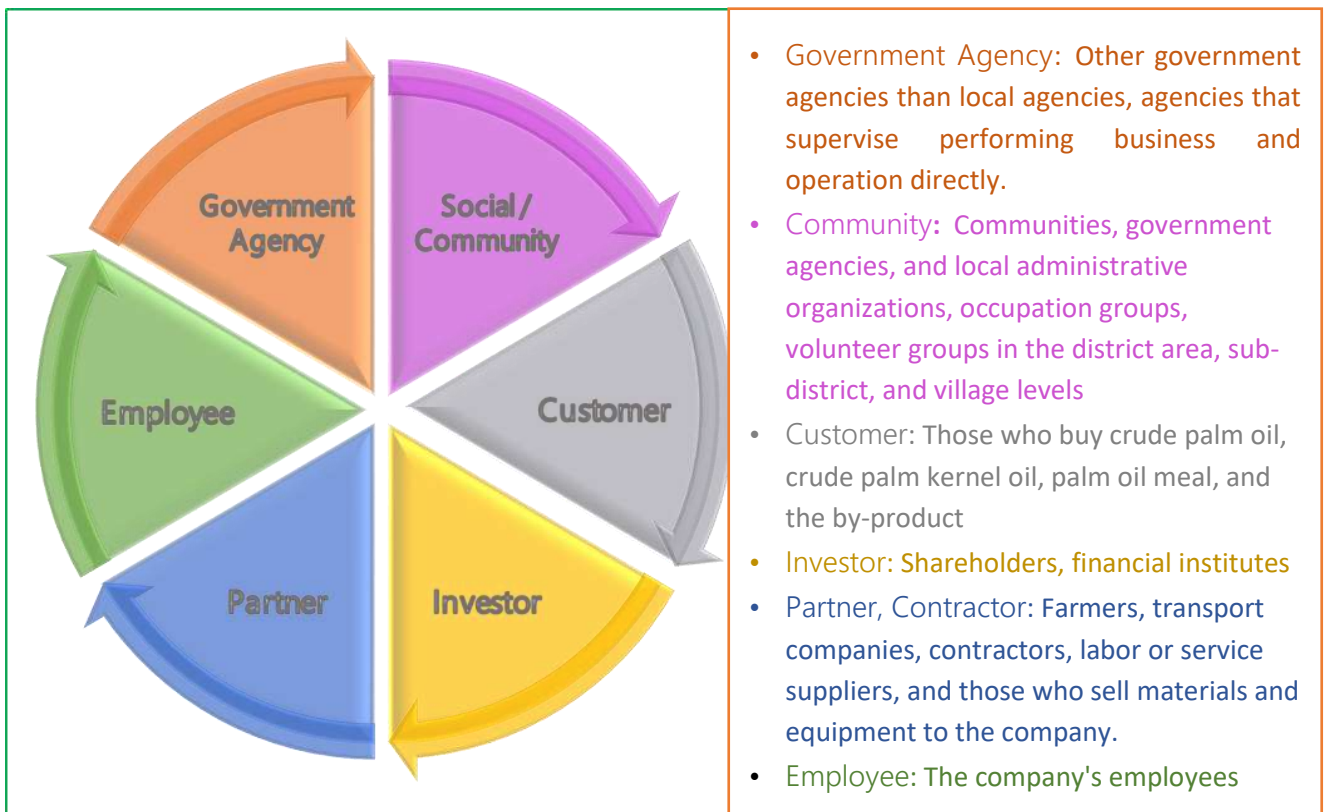 Government
Agency
Social /
Community
Employee
Customer
Partner
Investor
• Government Agency: Other government
agencies than local agencies, agencies that
supervise performing business and
operation directly.
• Community: Communities, government
agencies, and local administrative
organizations, occupation groups,
volunteer groups in the district area, sub-
district, and village levels
• Customer: Those who buy crude palm oil,
crude palm kernel oil, palm oil meal, and
the by-product
• Investor: Shareholders, financial institutes
• Partner, Contractor: Farmers, transport
companies, contractors, labor or service
suppliers, and those who sell materials and
equipment to the company.
• Employee: The company's employees